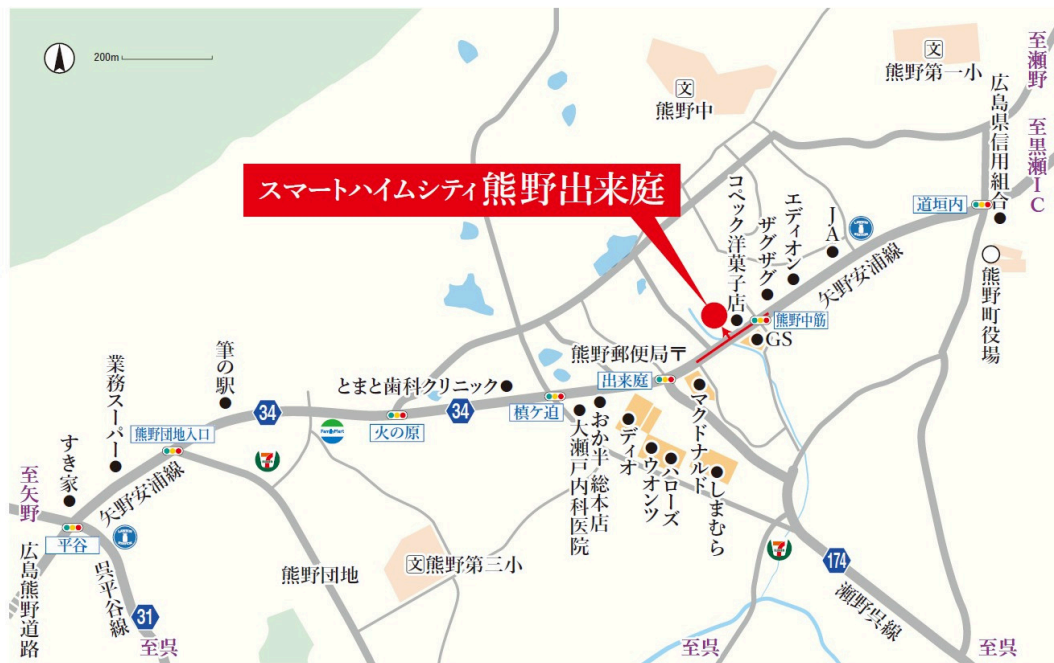 200m
文
熊野中
文
熊野第一小
至瀬野
至黒瀬IC
広島県信用組合
スマートハイムシティ 熊野出来庭
コペック洋菓子店
ザグザグ
エディオン
JA
矢野安浦線
道垣内
熊野町役場
熊野中筋
GS
熊野郵便局〒
出来庭
とまと歯科クリニック
槙ケ迫
34
火の原
34
筆の駅
業務スーパー
熊野団地入口
すき家
至矢野
矢野安浦線
平谷
広島熊野道路
呉平谷線
31
至呉
FamilyMart
7
熊野団地
文熊野第三小
大瀬戸内科医院
おか半総本店
ディオ
ウオンツ
ハローズ
マクドナルド
しまむら
7
174
瀬野呉線
至呉
至呉